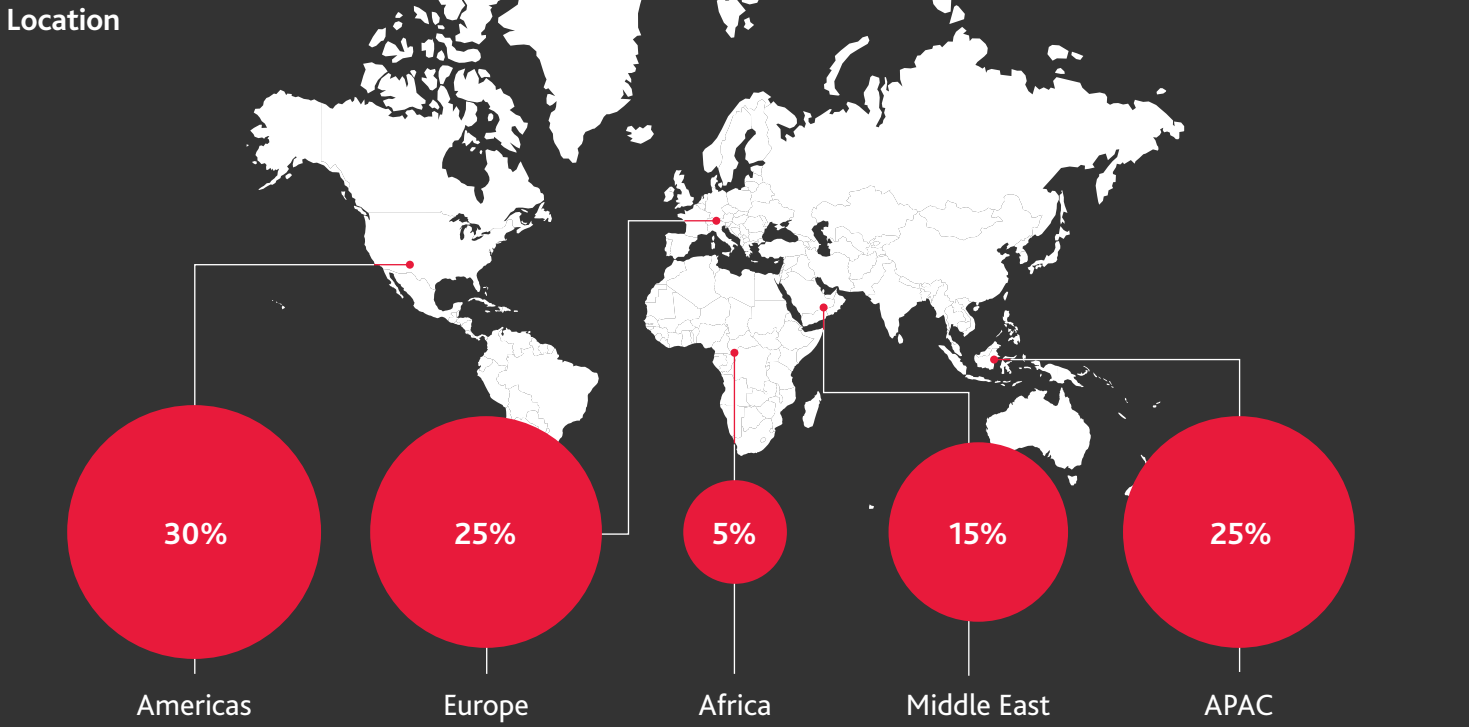 Location
30%
25%
5%
15%
25%
Americas
Europe
Africa
Middle East
APAC